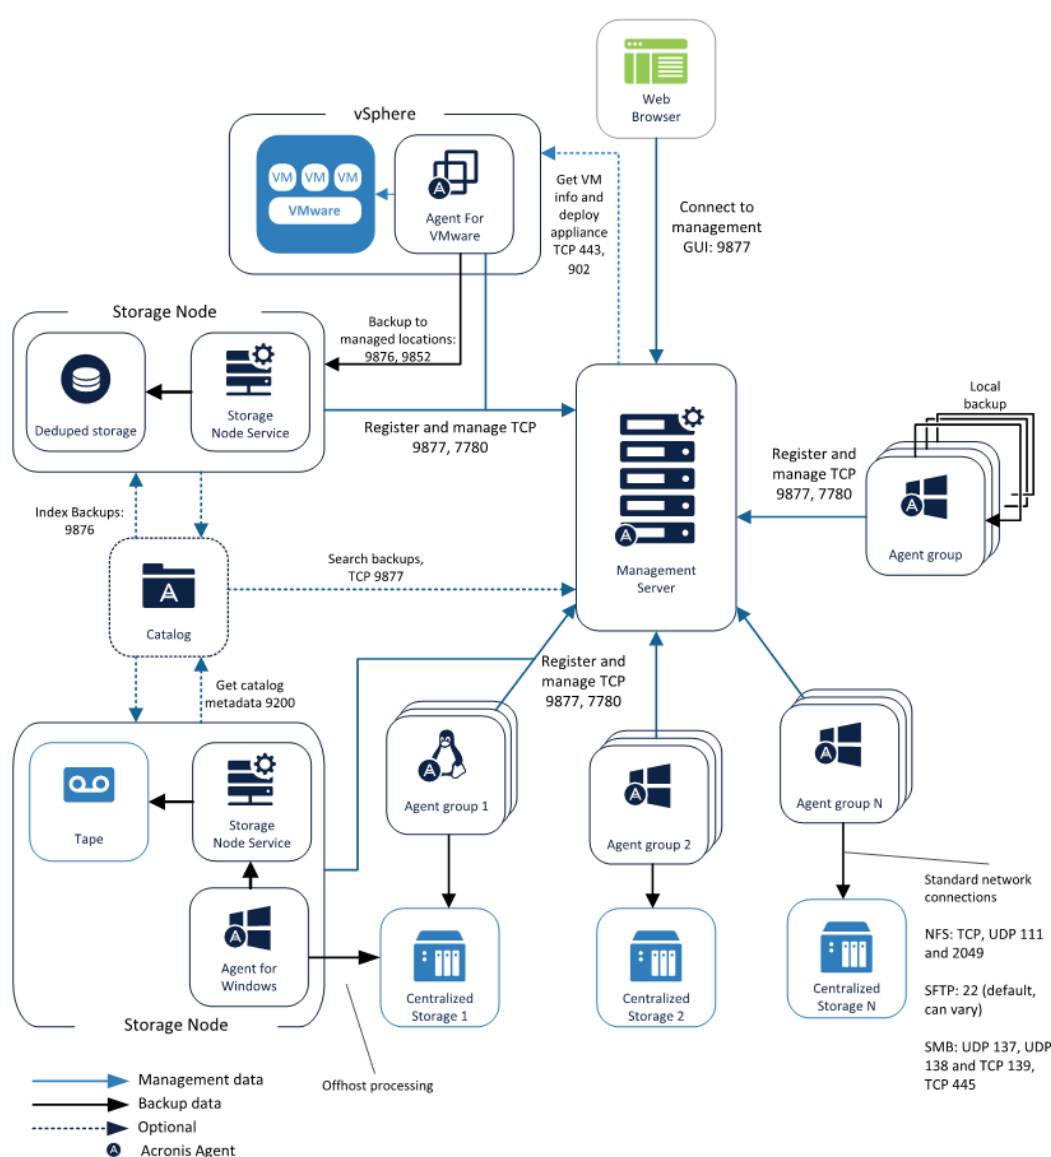 Web
Browser
vSphere
VM VM VM
VMware
Agent For
VMware
Get VM
info and
deploy
appliance
TCP 443,
902
Connect to
management
GUI: 9877
Storage Node
Deduped storage
Storage
Node Service
Backup to
managed locations:
9876, 9852
Register and manage TCP
9877, 7780
Management
Server
Local
backup
Register and
manage TCP
9877, 7780
Agent group
Index Backups:
9876
Search backups,
TCP 9877
Catalog
Get catalog
metadata 9200
Register and
manage TCP
9877, 7780
Tape
Storage
Node Service
Agent for
Windows
Storage Node
Agent group 1
Agent group 2
Agent group N
Centralized
Storage 1
Centralized
Storage 2
Centralized
Storage N
Standard network
connections
NFS: TCP, UDP 111
and 2049
SFTP: 22 (default,
can vary)
SMB: UDP 137, UDP
138 and TCP 139,
TCP 445
Offhost processing
Management data
Backup data
Optional
Acronis Agent